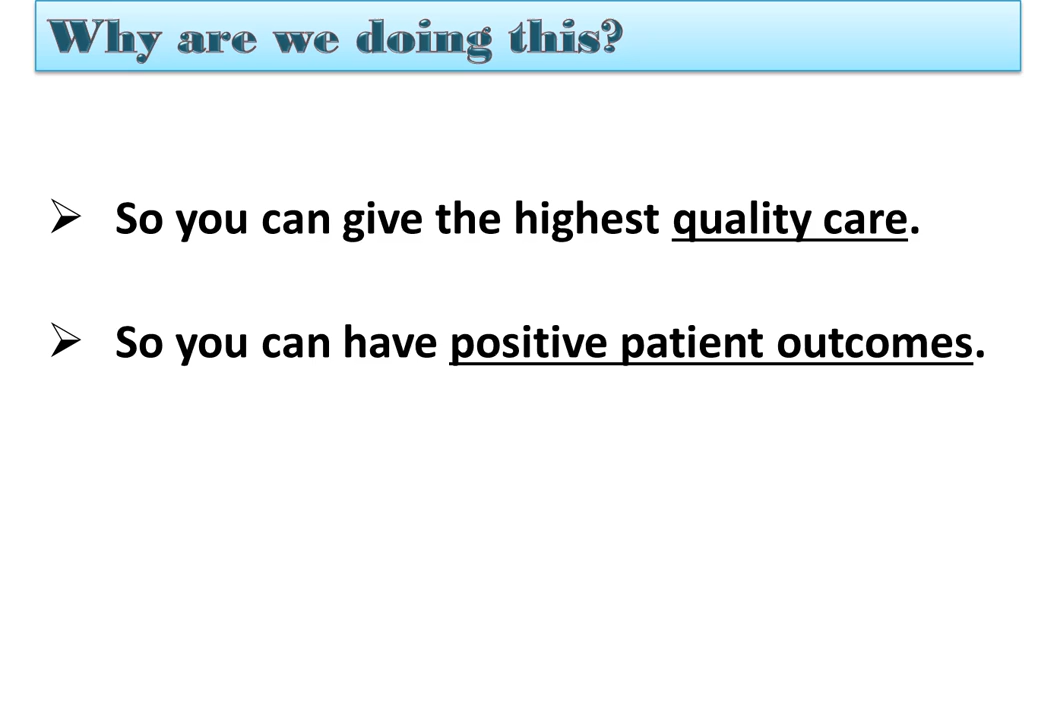 Why are we doing this?
So you can give the highest quality care.
So you can have positive patient outcomes.